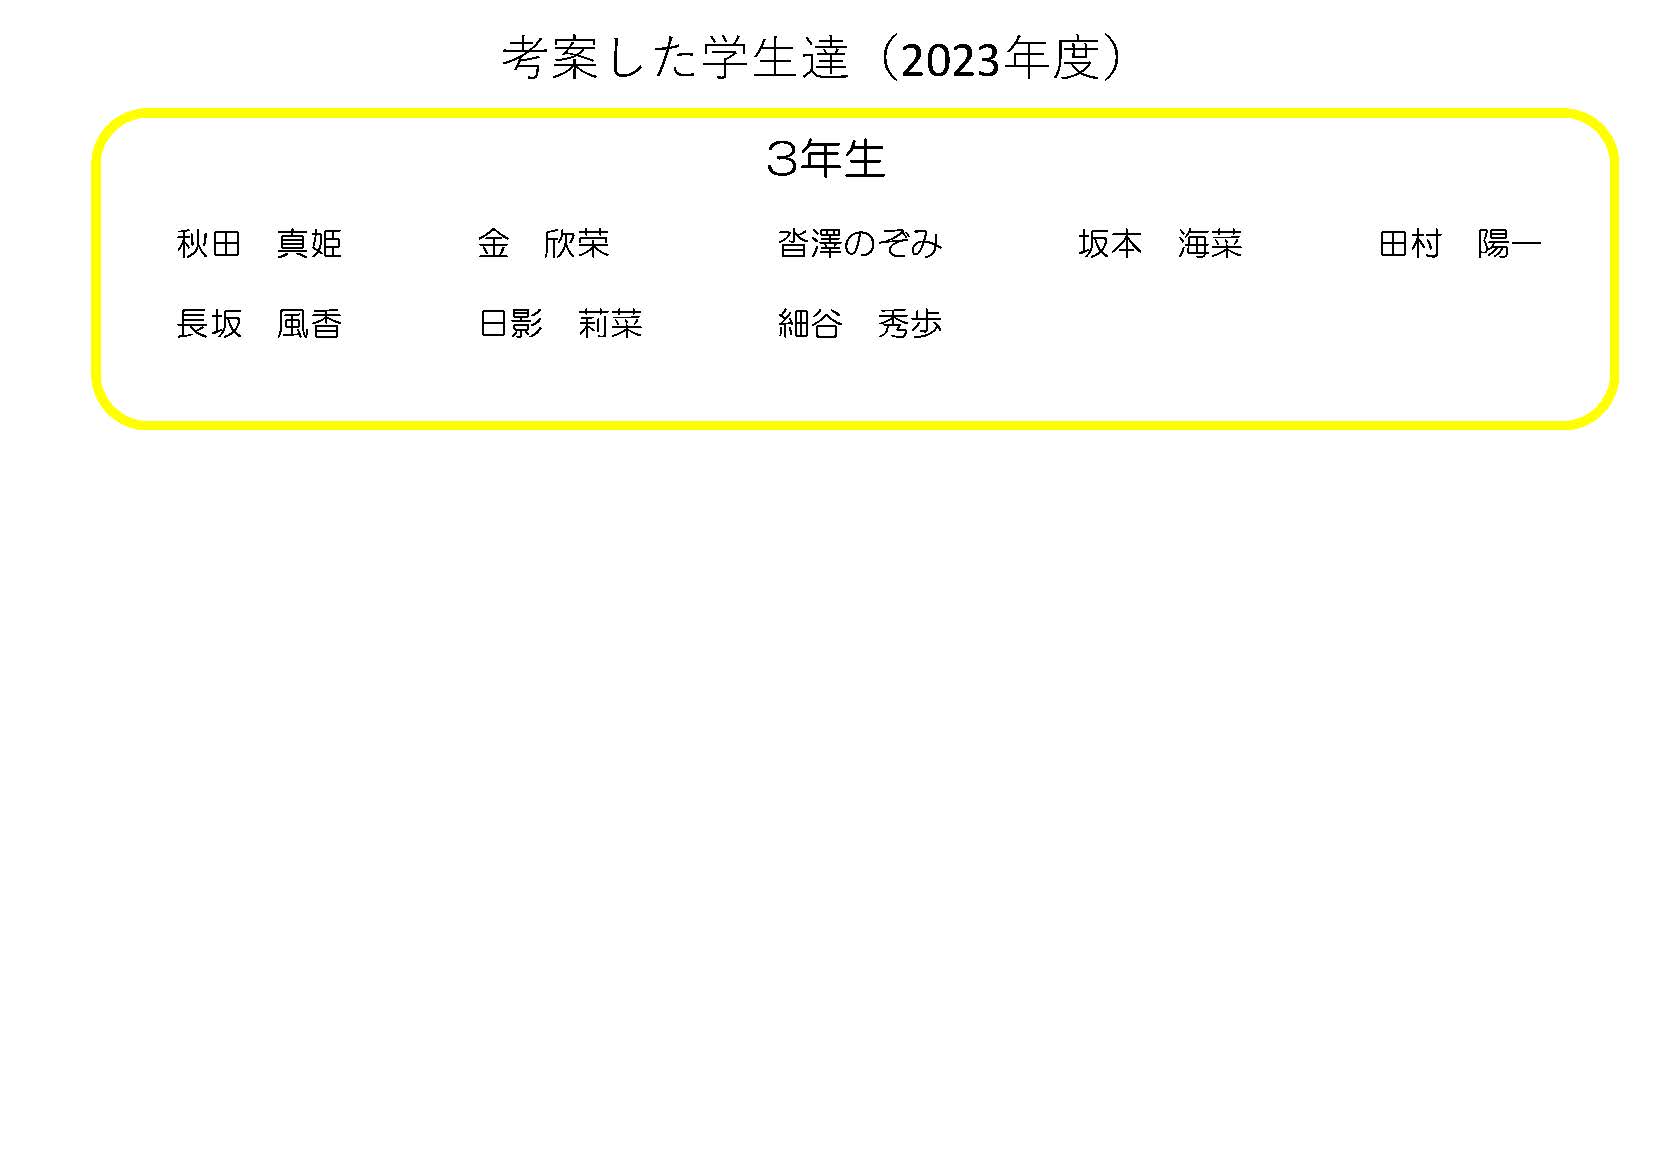 考案した学生達（2023年度）
３年生
秋田　真姫　金　欣荣　沓澤のぞみ　坂本　海菜　田村　陽一
長坂　風香　日影　莉菜　細谷　秀歩